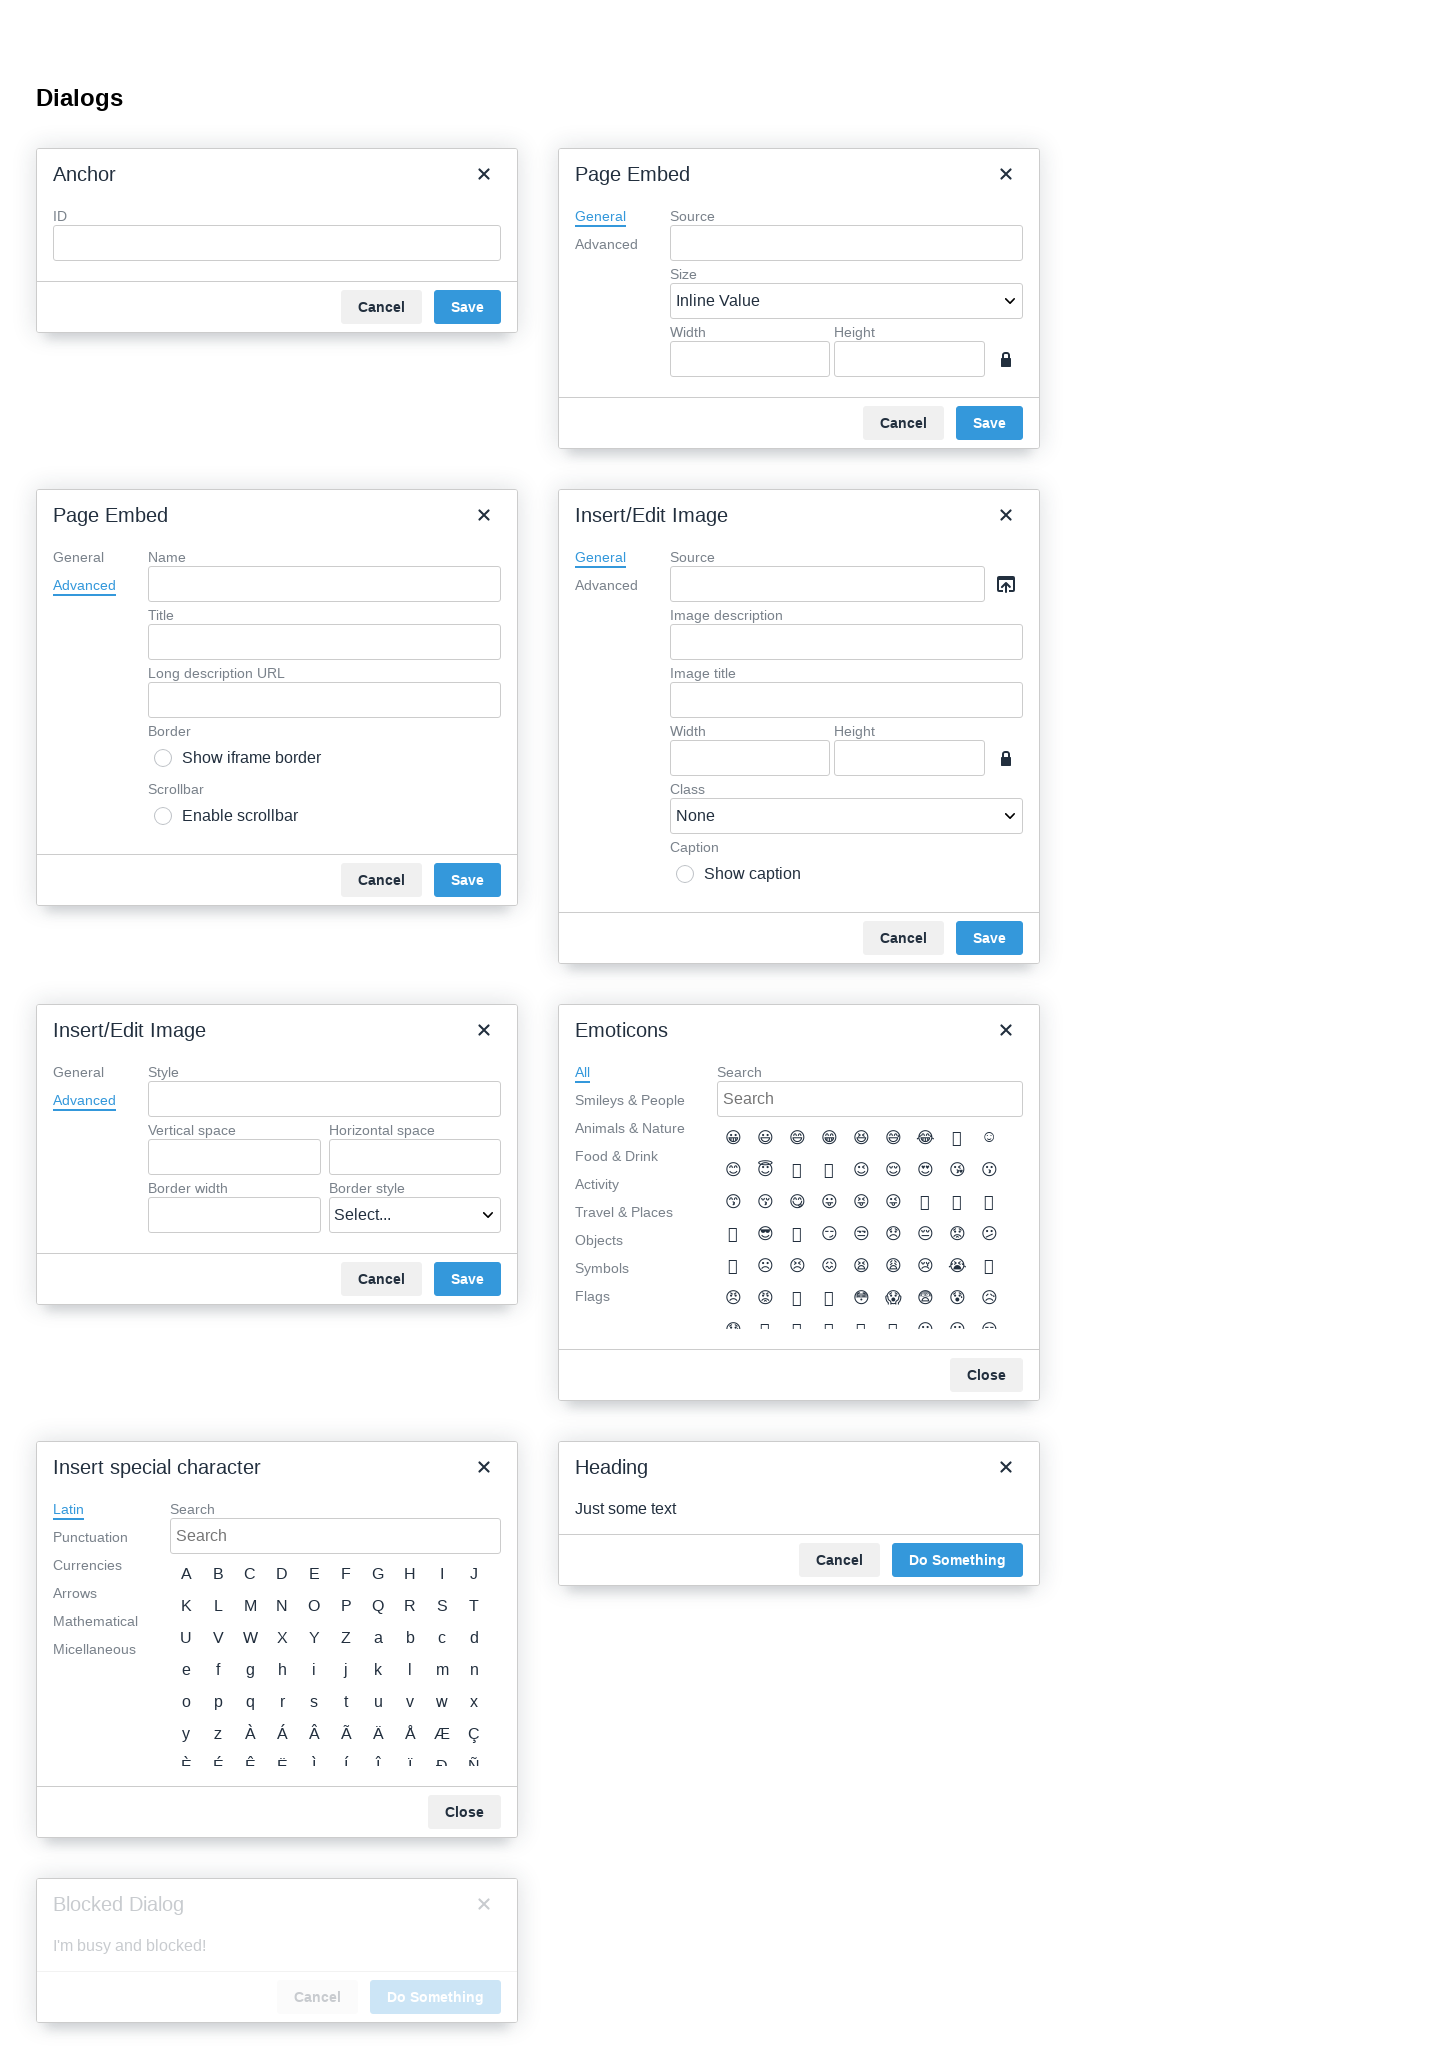 Dialogs
Anchor
ID
Cancel Save
Page Embed
General
Advanced
Source
Size
Inline Value
Width Height
Cancel Save
Page Embed
General
Advanced
Name
Title
Long description URL
Border
Show iframe border
Scrollbar
Enable scrollbar
Cancel Save
Insert/Edit Image
General
Advanced
Source
Image description
Image title
Width Height
Class
None
Caption
Show caption
Cancel Save
Insert/Edit Image
General
Advanced
Style
Vertical space Horizontal space
Border width Border style
Select...
Cancel Save
Emoticons
All
Smileys & People
Animals & Nature
Food & Drink
Activity
Travel & Places
Objects
Symbols
Flags
Search
Search
Close
Insert special character
Latin
Punctuation
Currencies
Arrows
Mathematical
Micellaneous
Search
Search
A B C D E F G H I J
K L M N O P Q R S T
U V W X Y Z a b c d
e f g h i j k l m n
o p q r s t u v w x
y z À Á Â Ã Ä Å Æ Ç
È É Ê Ë Ì Í Î Ï Ð Ñ
Close
Heading
Just some text
Cancel Do Something
Blocked Dialog
I'm busy and blocked!
Cancel Do Something